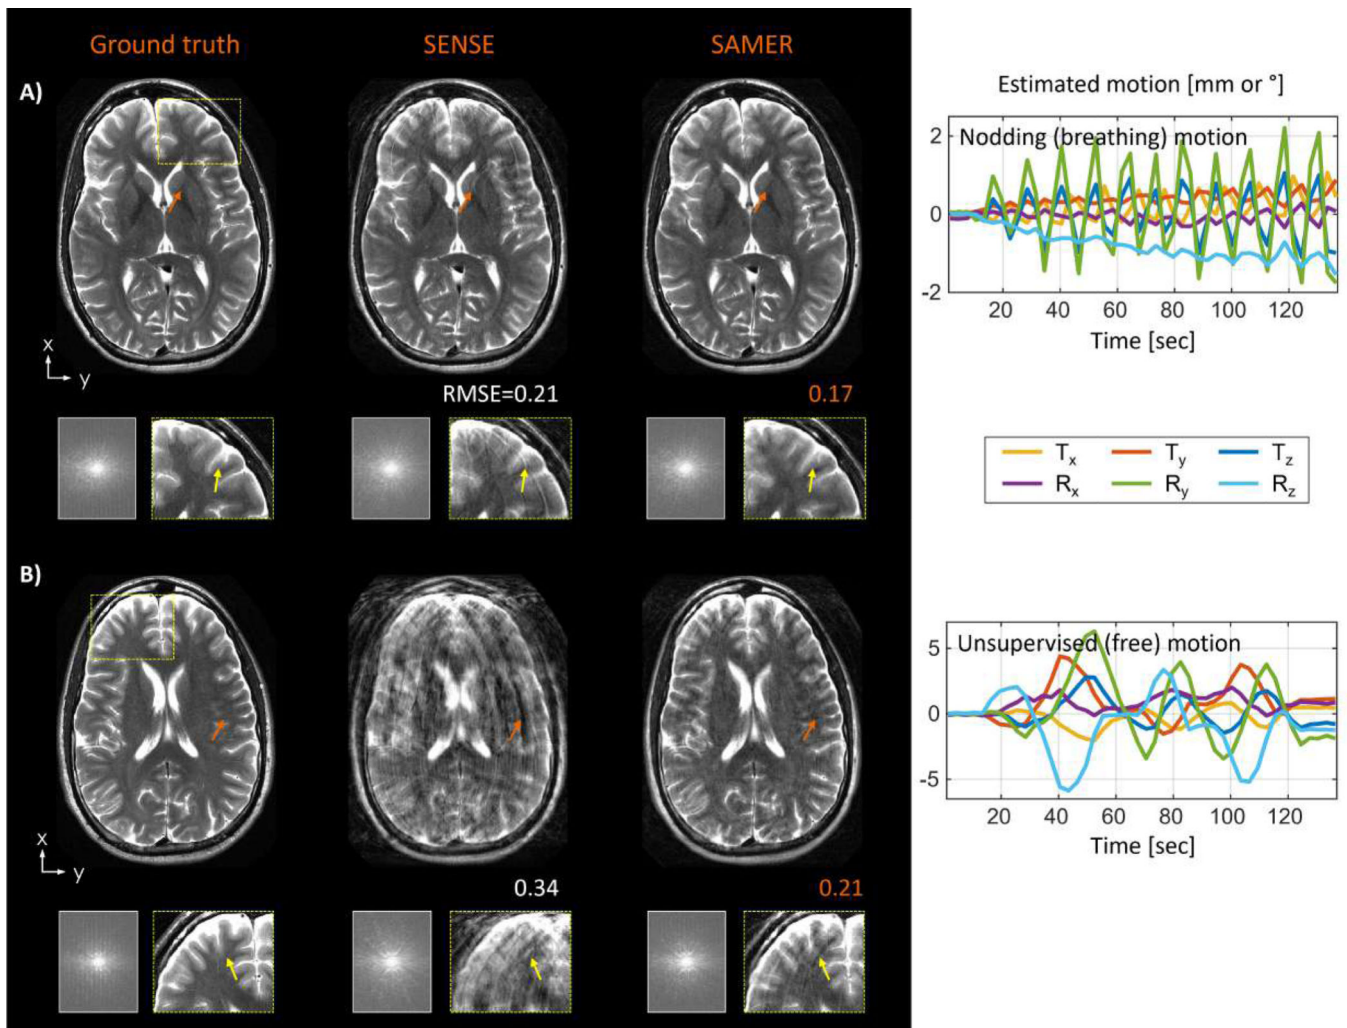 Ground truth SENSE SAMER
A)
Estimated motion [mm or °]
Nodding (breathing) motion
2
0
-2
20 40 60 80 100 120
Time [sec]
x
y
RMSE=0.21 0.17
Tx Ty Tz
Rx Ry Rz
B)
Unsupervised (free) motion
5
0
-5
20 40 60 80 100 120
Time [sec]
x
y
0.34 0.21